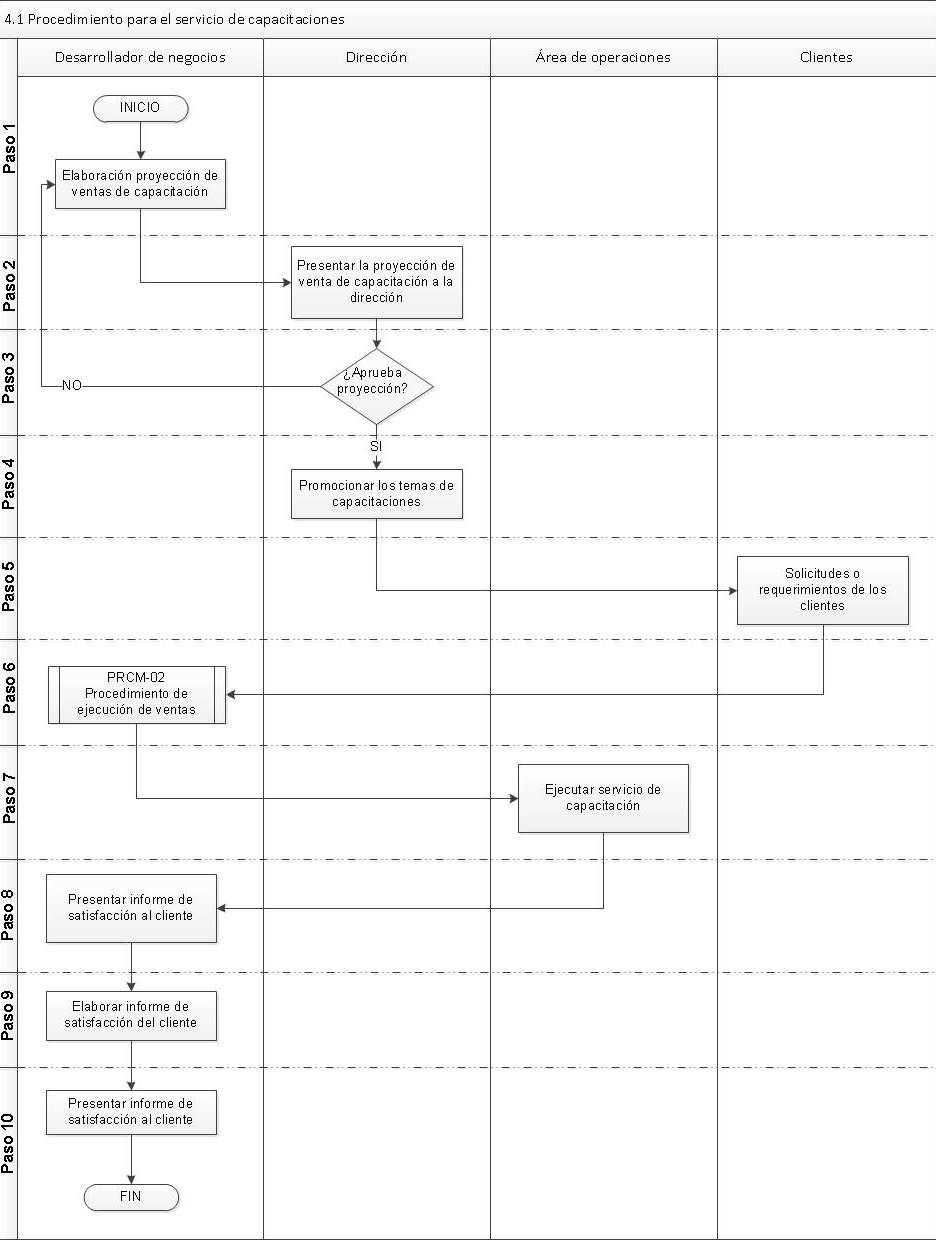 4.1 Procedimiento para el servicio de capacitaciones
Desarrollador de negocios
Dirección
Área de operaciones
Clientes
Paso 1
INICIO
Elaboración proyección de
ventas de capacitación
Paso 2
Presentar la proyección de
venta de capacitación a la
dirección
Paso 3
¿Aprueba
proyección?
NO
SI
Paso 4
Promocionar los temas de
capacitaciones
Paso 5
Solicitudes o
requerimientos de los
clientes
Paso 6
PRCM-02
Procedimiento de
ejecución de ventas
Paso 7
Ejecutar servicio de
capacitación
Paso 8
Presentar informe de
satisfacción al cliente
Paso 9
Elaborar informe de
satisfacción del cliente
Paso 10
Presentar informe de
satisfacción al cliente
FIN